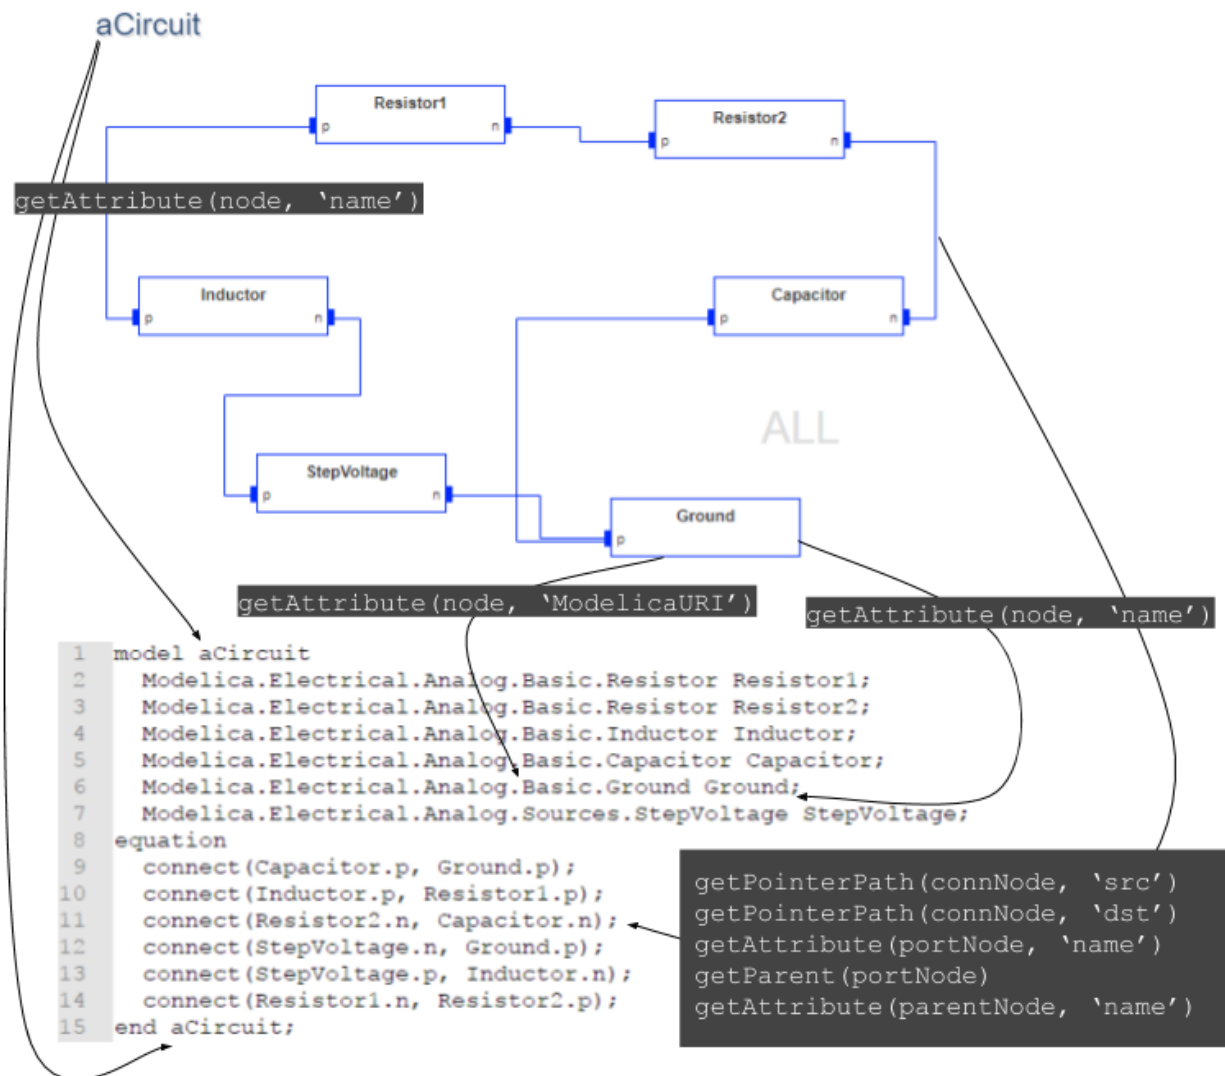 aCircuit
Resistor1
p n
Resistor2
p n
getAttribute(node, ‘name’)
Inductor
p n
Capacitor
p n
ALL
StepVoltage
p n
Ground
p
getAttribute(node, ‘ModelicaURI’)
getAttribute(node, ‘name’)
1 model aCircuit
2 Modelica.Electrical.Analog.Basic.Resistor Resistor1;
3 Modelica.Electrical.Analog.Basic.Resistor Resistor2;
4 Modelica.Electrical.Analog.Basic.Inductor Inductor;
5 Modelica.Electrical.Analog.Basic.Capacitor Capacitor;
6 Modelica.Electrical.Analog.Basic.Ground Ground;
7 Modelica.Electrical.Analog.Sources.StepVoltage StepVoltage;
8 equation
9 connect(Capacitor.p, Ground.p);
10 connect(Inductor.p, Resistor1.p);
11 connect(Resistor2.n, Capacitor.n);
12 connect(StepVoltage.n, Ground.p);
13 connect(StepVoltage.p, Inductor.n);
14 connect(Resistor1.n, Resistor2.p);
15 end aCircuit;
getPointerPath(connNode, ‘src’)
getPointerPath(connNode, ‘dst’)
getAttribute(portNode, ‘name’)
getParent(portNode)
getAttribute(parentNode, ‘name’)